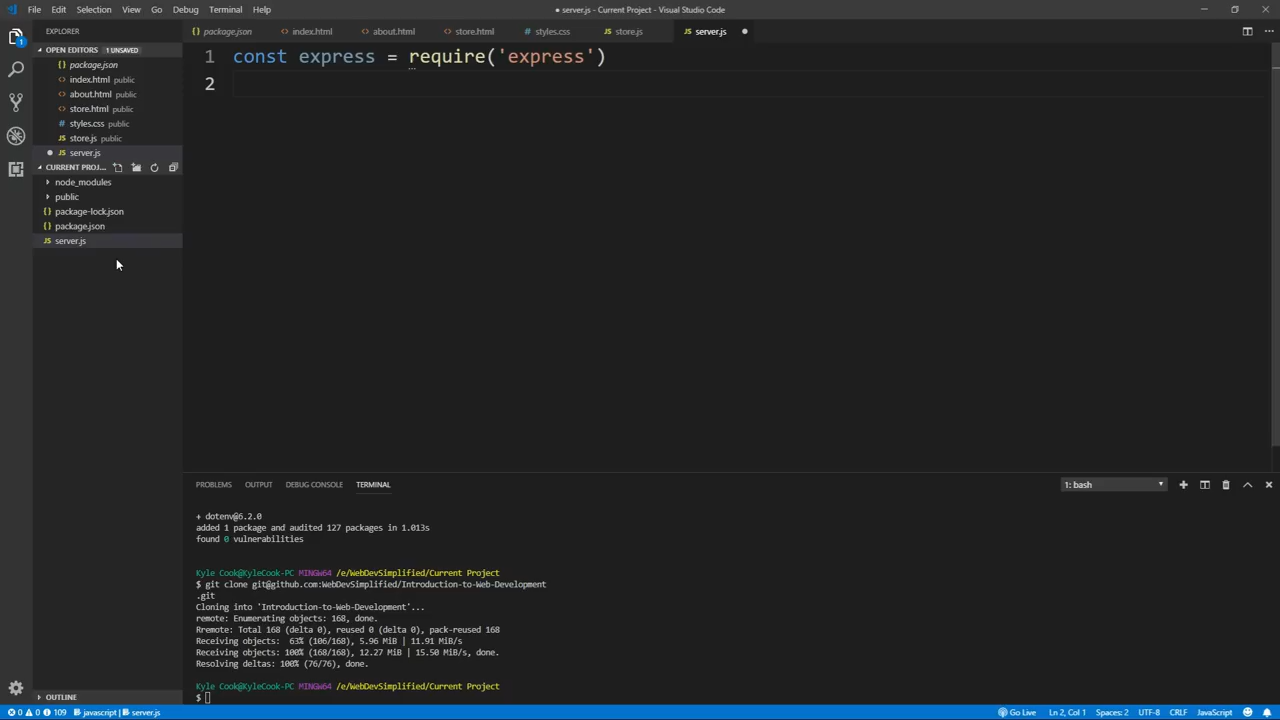 File Edit Selection View Go Debug Terminal Help
● server.js - Current Project - Visual Studio Code
EXPLORER
package.json index.html about.html store.html styles.css store.js server.js
OPEN EDITORS 1 UNSAVED
package.json
index.html public
about.html public
store.html public
styles.css public
store.js public
server.js
CURRENT PROJ...
node_modules
public
package-lock.json
package.json
server.js
OUTLINE
1 const express = require('express')
2
PROBLEMS OUTPUT DEBUG CONSOLE TERMINAL
1: bash
+ dotenv@6.2.0
added 1 package and audited 127 packages in 1.013s
found 0 vulnerabilities
Kyle Cook@KyleCook-PC MINGW64 /e/WebDevSimplified/Current Project
$ git clone git@github.com:WebDevSimplified/Introduction-to-Web-Development
.git
Cloning into 'Introduction-to-Web-Development'...
remote: Enumerating objects: 168, done.
Rremote: Total 168 (delta 0), reused 0 (delta 0), pack-reused 168
Receiving objects:  63% (106/168), 5.96 MiB | 11.91 MiB/s
Receiving objects: 100% (168/168), 12.27 MiB | 15.50 MiB/s, done.
Resolving deltas: 100% (76/76), done.
Kyle Cook@KyleCook-PC MINGW64 /e/WebDevSimplified/Current Project
$
0 0 109 javascript | server.js
Go Live Ln 2, Col 1 Spaces: 2 UTF-8 CRLF JavaScript